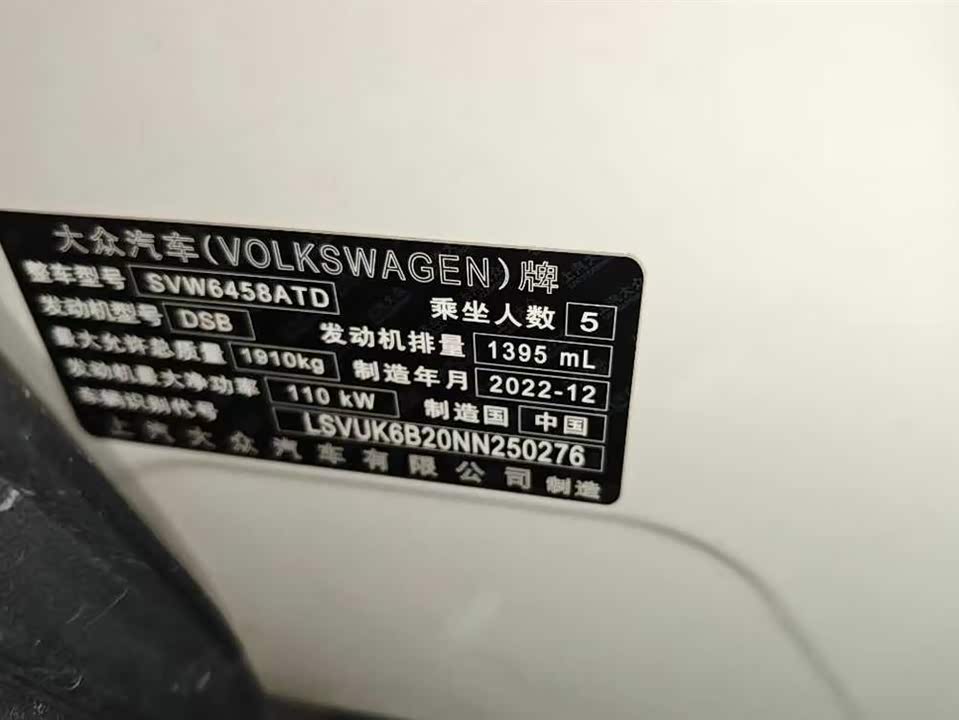 大众汽车(VOLKSWAGEN)牌
整车型号 SVW6458ATD 乘坐人数 5
发动机型号 DSB 发动机排量 1395 mL
最大允许总质量 1910kg 制造年月 2022-12
发动机最大净功率 110 kW 制造国 中国
车辆识别代号 LSVUK6B20NN250276
上汽大众汽车有限公司制造